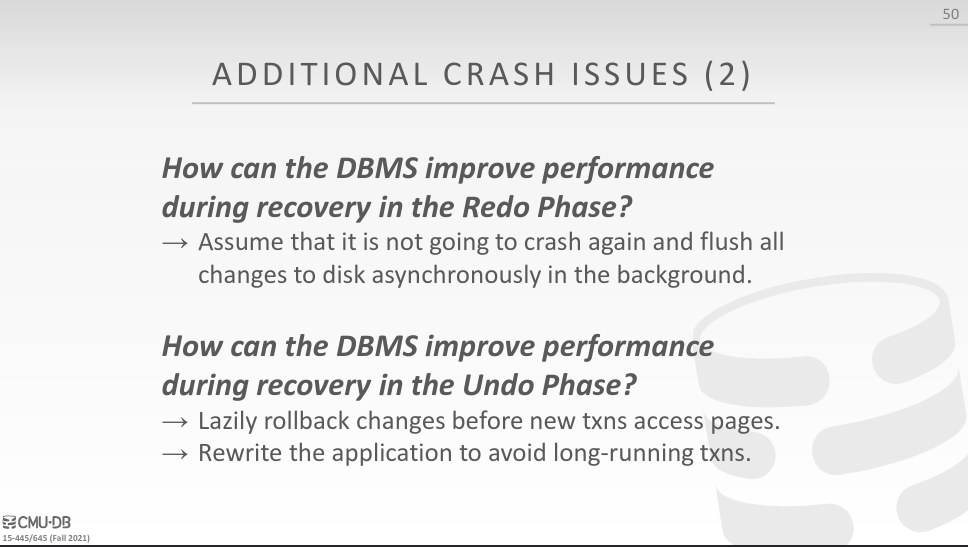 50
ADDITIONAL CRASH ISSUES (2)
How can the DBMS improve performance
during recovery in the Redo Phase?
→ Assume that it is not going to crash again and flush all
changes to disk asynchronously in the background.
How can the DBMS improve performance
during recovery in the Undo Phase?
→ Lazily rollback changes before new txns access pages.
→ Rewrite the application to avoid long-running txns.
CMU·DB
15-445/645 (Fall 2021)